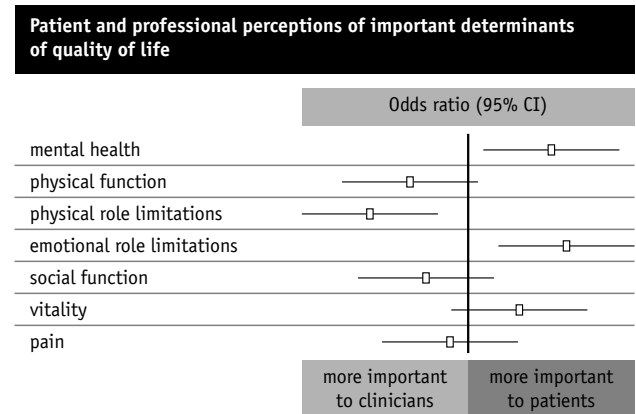 Patient and professional perceptions of important determinants
of quality of life
Odds ratio (95% CI)
mental health
physical function
physical role limitations
emotional role limitations
social function
vitality
pain
more important
to clinicians
more important
to patients